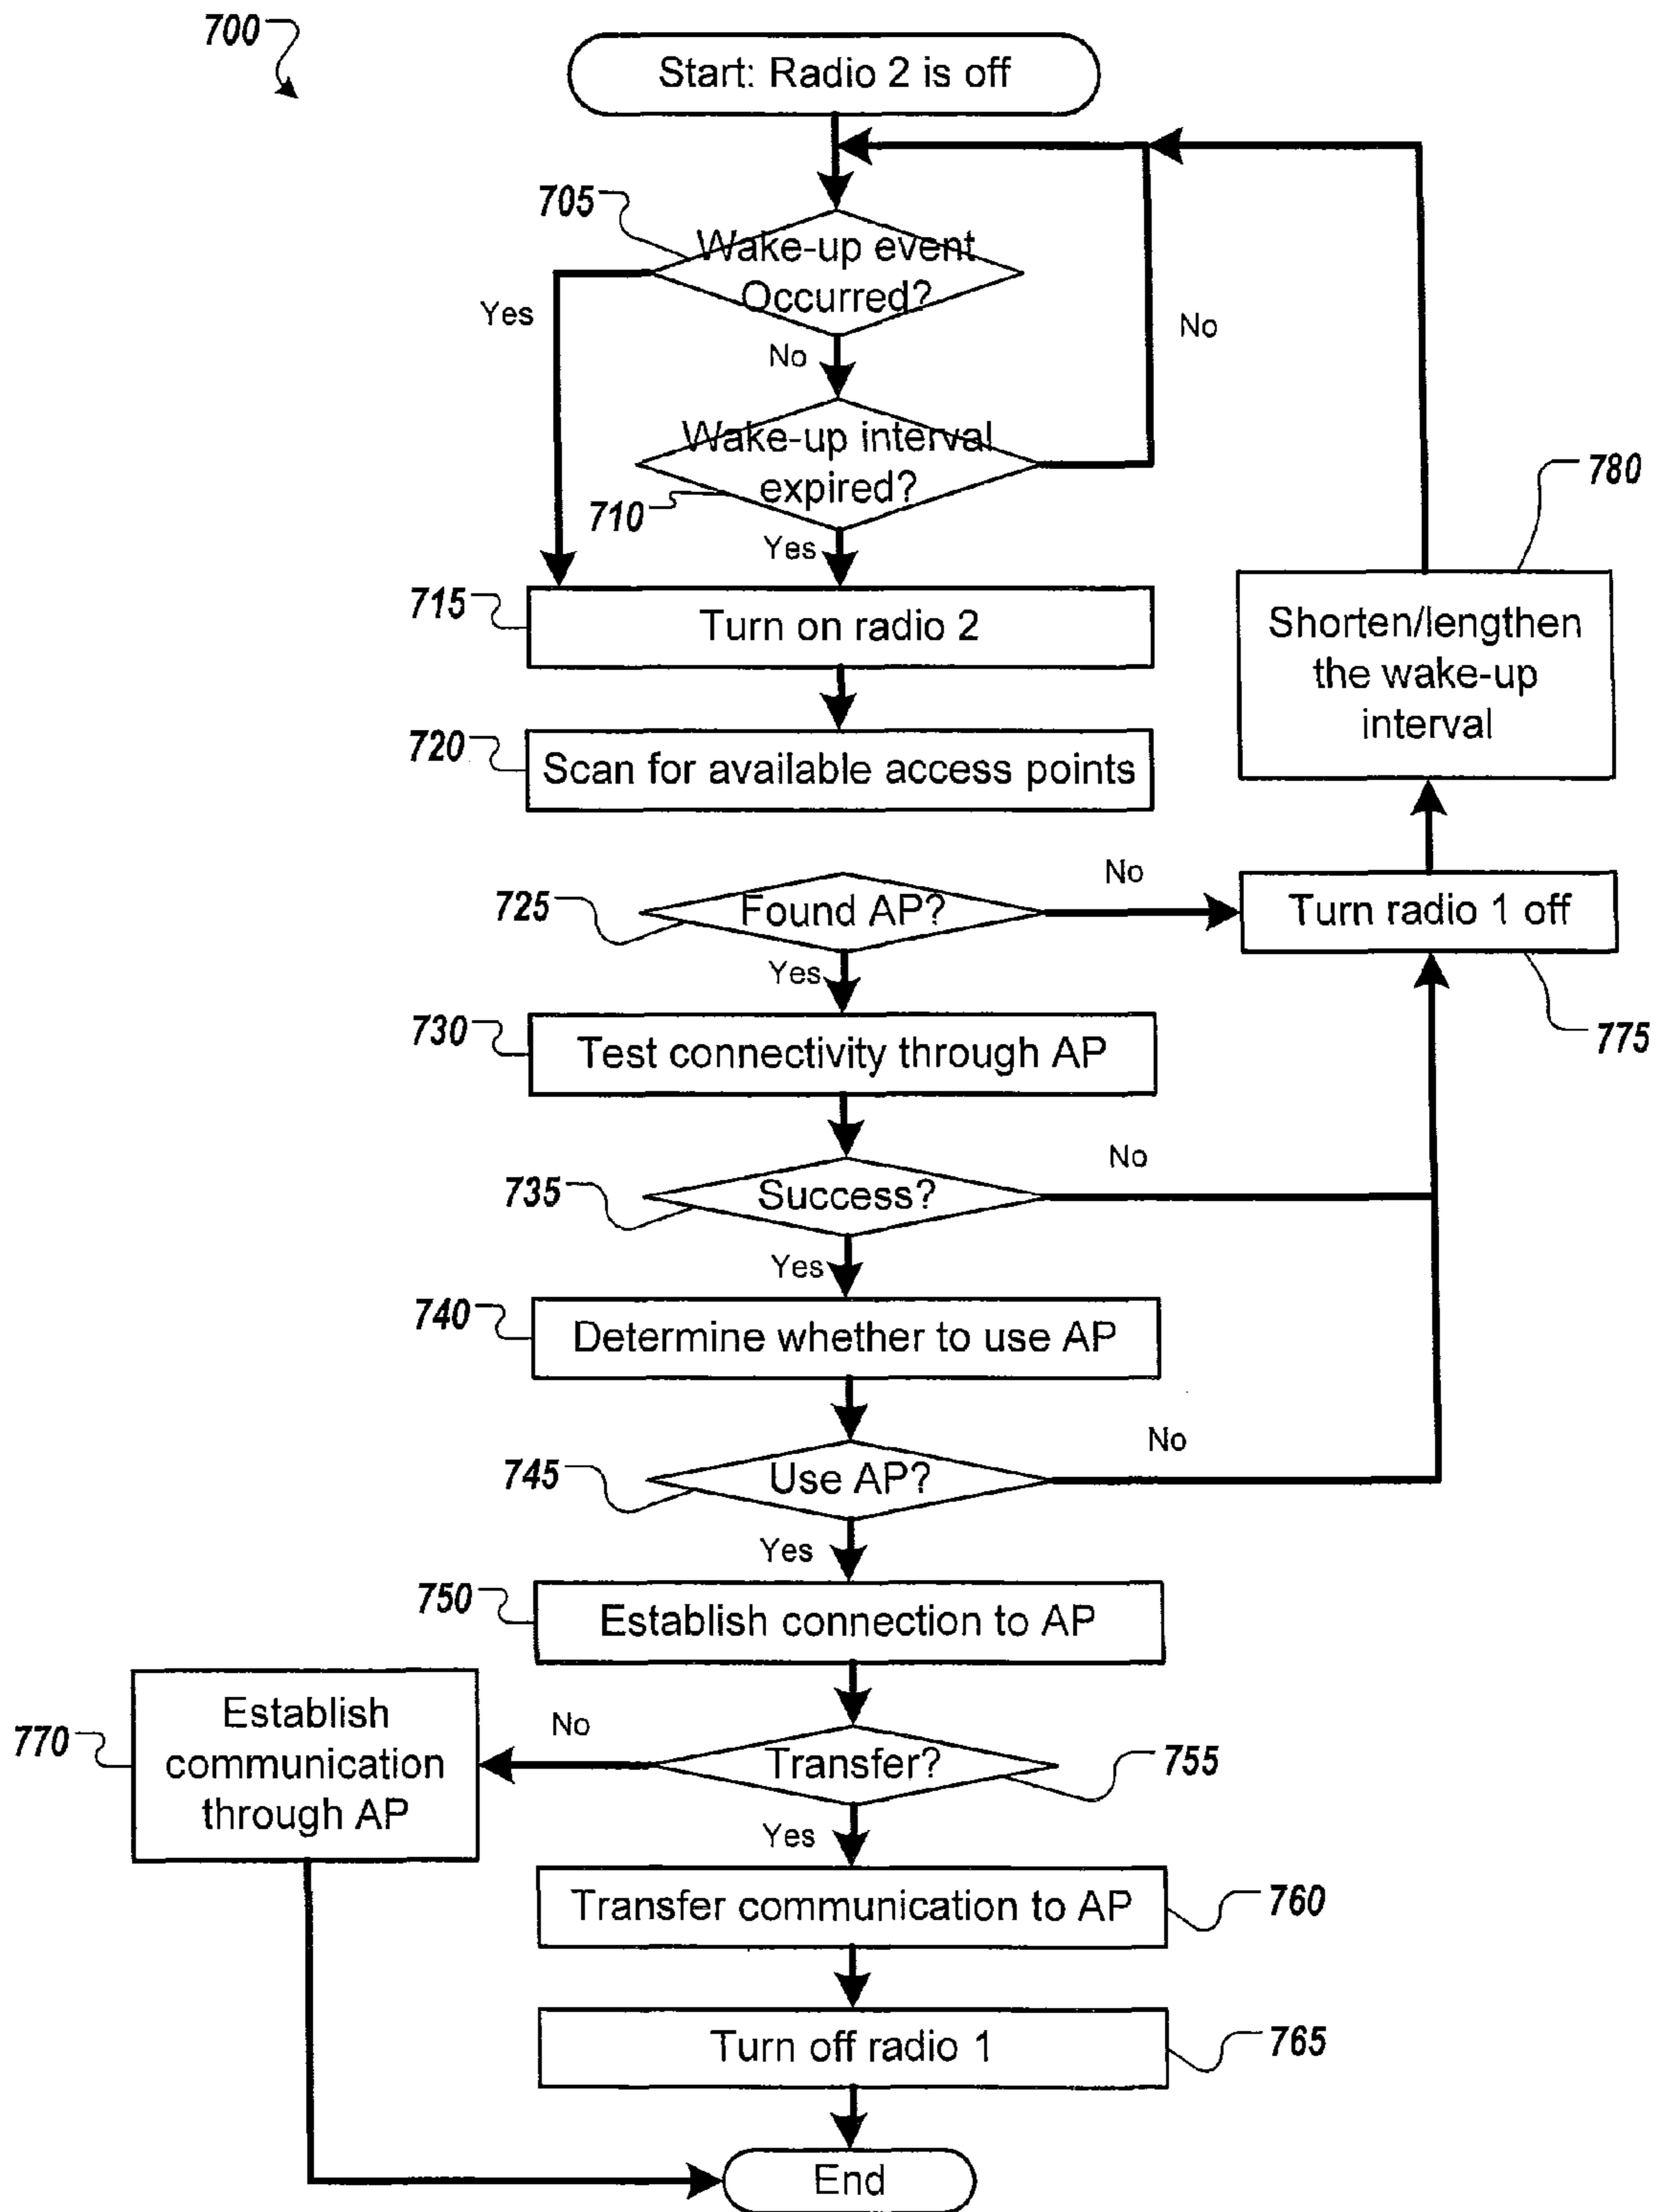 700
Start: Radio 2 is off
705
Wake-up event
Occurred?
Yes
No
No
Wake-up interval
expired?
710
Yes
780
715
Turn on radio 2
Shorten/lengthen
the wake-up
interval
720
Scan for available access points
725
Found AP?
No
Turn radio 1 off
Yes
775
730
Test connectivity through AP
735
Success?
No
Yes
740
Determine whether to use AP
745
Use AP?
No
Yes
750
Establish connection to AP
770
Establish
communication
through AP
No
Transfer?
755
Yes
Transfer communication to AP
760
Turn off radio 1
765
End